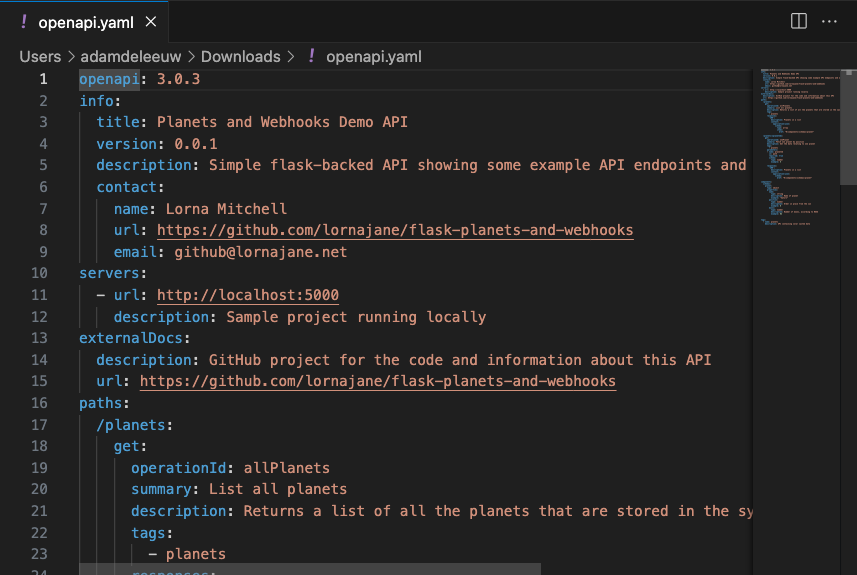 ! openapi.yaml ×
Users > adamdeleeuw > Downloads > ! openapi.yaml
1 openapi: 3.0.3
2 info:
3 title: Planets and Webhooks Demo API
4 version: 0.0.1
5 description: Simple flask-backed API showing some example API endpoints and
6 contact:
7 name: Lorna Mitchell
8 url: https://github.com/lornajane/flask-planets-and-webhooks
9 email: github@lornajane.net
10 servers:
11 - url: http://localhost:5000
12 description: Sample project running locally
13 externalDocs:
14 description: GitHub project for the code and information about this API
15 url: https://github.com/lornajane/flask-planets-and-webhooks
16 paths:
17 /planets:
18 get:
19 operationId: allPlanets
20 summary: List all planets
21 description: Returns a list of all the planets that are stored in the sy
22 tags:
23 - planets
24 responses: